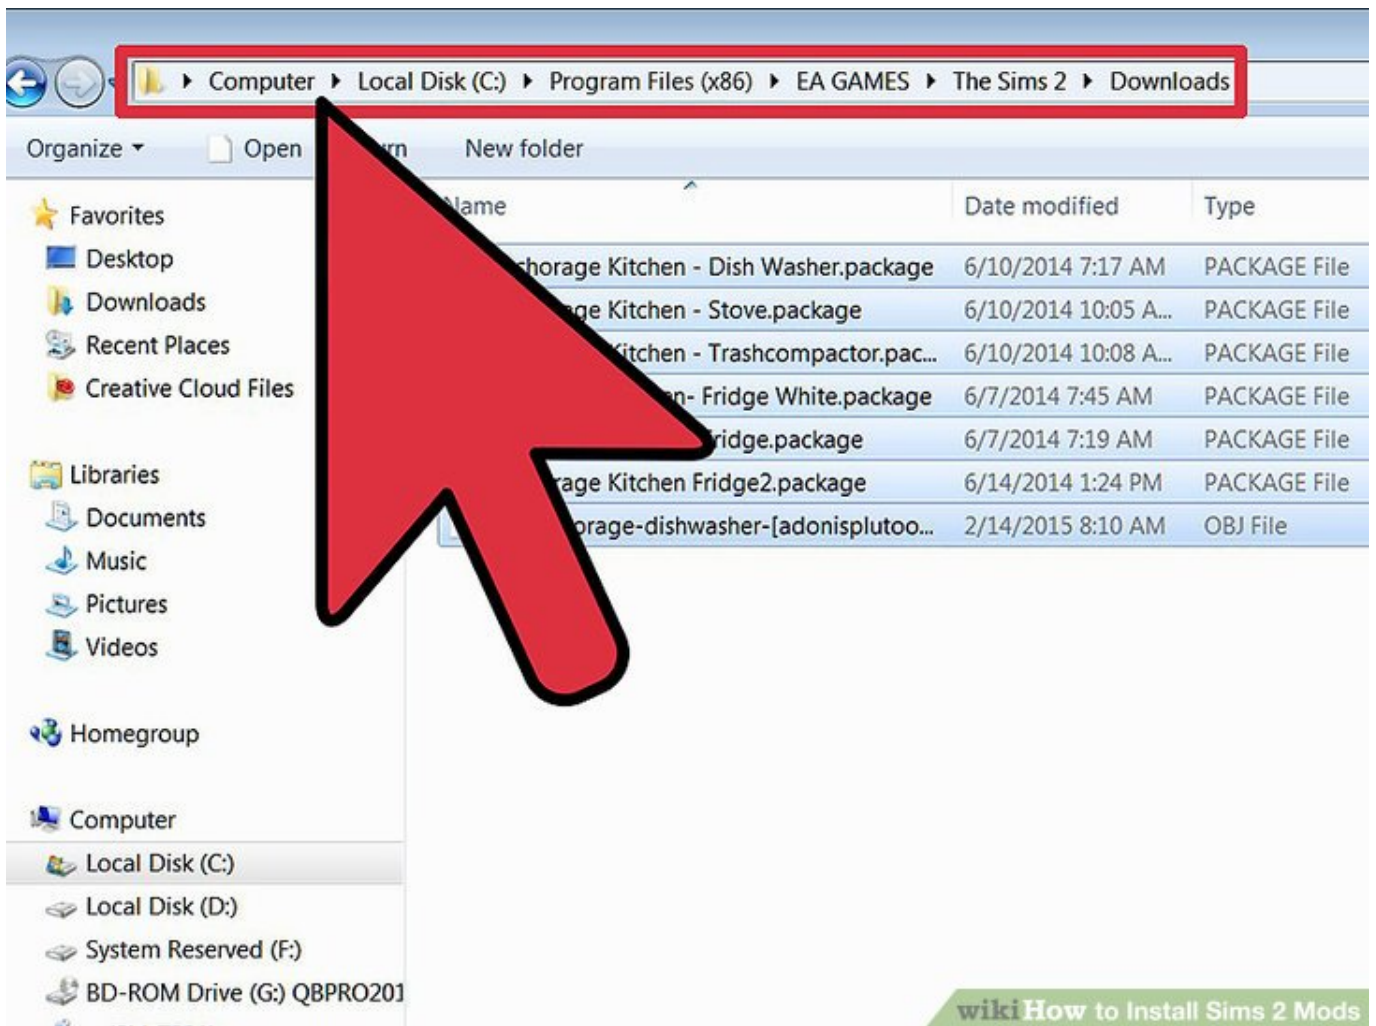 Computer Local Disk (C:) Program Files (x86) EA GAMES The Sims 2 Downloads
Organize Open New folder
Name Date modified Type
Favorites
Desktop
Downloads
Recent Places
Creative Cloud Files
Libraries
Documents
Music
Pictures
Videos
Homegroup
Computer
Local Disk (C:)
Local Disk (D:)
System Reserved (F:)
BD-ROM Drive (G:) QBPRO201
Kitchen - Dish Washer.package 6/10/2014 7:17 AM PACKAGE File
Kitchen - Stove.package 6/10/2014 10:05 A... PACKAGE File
Kitchen - Trashcompactor.pac... 6/10/2014 10:08 A... PACKAGE File
Fridge White.package 6/7/2014 7:45 AM PACKAGE File
ridge.package 6/7/2014 7:19 AM PACKAGE File
rage Kitchen Fridge2.package 6/14/2014 1:24 PM PACKAGE File
orage-dishwasher-[adonisplutoo... 2/14/2015 8:10 AM OBJ File
wikiHow to Install Sims 2 Mods